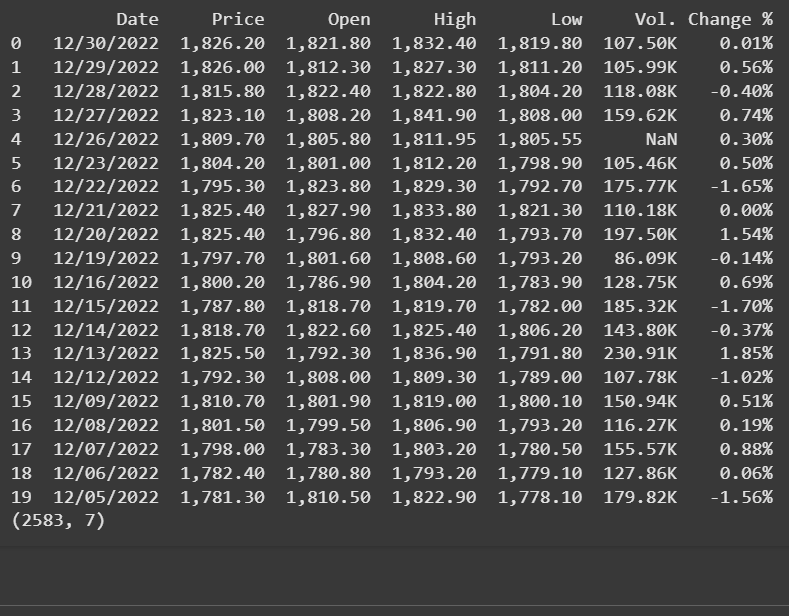 Date Price Open High Low Vol. Change %
0 12/30/2022 1,826.20 1,821.80 1,832.40 1,819.80 107.50K 0.01%
1 12/29/2022 1,826.00 1,812.30 1,827.30 1,811.20 105.99K 0.56%
2 12/28/2022 1,815.80 1,822.40 1,822.80 1,804.20 118.08K -0.40%
3 12/27/2022 1,823.10 1,808.20 1,841.90 1,808.00 159.62K 0.74%
4 12/26/2022 1,809.70 1,805.80 1,811.95 1,805.55 NaN 0.30%
5 12/23/2022 1,804.20 1,801.00 1,812.20 1,798.90 105.46K 0.50%
6 12/22/2022 1,795.30 1,823.80 1,829.30 1,792.70 175.77K -1.65%
7 12/21/2022 1,825.40 1,827.90 1,833.80 1,821.30 110.18K 0.00%
8 12/20/2022 1,825.40 1,796.80 1,832.40 1,793.70 197.50K 1.54%
9 12/19/2022 1,797.70 1,801.60 1,808.60 1,793.20 86.09K -0.14%
10 12/16/2022 1,800.20 1,786.90 1,804.20 1,783.90 128.75K 0.69%
11 12/15/2022 1,787.80 1,818.70 1,819.70 1,782.00 185.32K -1.70%
12 12/14/2022 1,818.70 1,822.60 1,825.40 1,806.20 143.80K -0.37%
13 12/13/2022 1,825.50 1,792.30 1,836.90 1,791.80 230.91K 1.85%
14 12/12/2022 1,792.30 1,808.00 1,809.30 1,789.00 107.78K -1.02%
15 12/09/2022 1,810.70 1,801.90 1,819.00 1,800.10 150.94K 0.51%
16 12/08/2022 1,801.50 1,799.50 1,806.90 1,793.20 116.27K 0.19%
17 12/07/2022 1,798.00 1,783.30 1,803.20 1,780.50 155.57K 0.88%
18 12/06/2022 1,782.40 1,780.80 1,793.20 1,779.10 127.86K 0.06%
19 12/05/2022 1,781.30 1,810.50 1,822.90 1,778.10 179.82K -1.56%
(2583, 7)